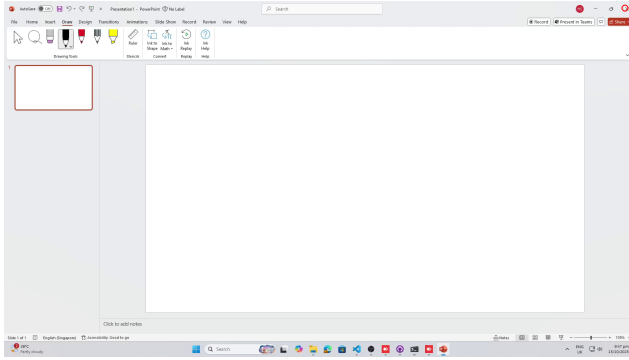 AutoSave Off Presentation1 - PowerPoint No Label Search
File Home Insert Draw Design Transitions Animations Slide Show Record Review View Help Record Present in Teams Share
Ruler Ink to Shape Ink to Math Ink Replay Ink Help
Drawing Tools Stencils Convert Replay Help
1
Click to add notes
Slide 1 of 1 English (Singapore) Accessibility: Good to go Notes
28°C
Partly cloudy
Search
ENG
UK